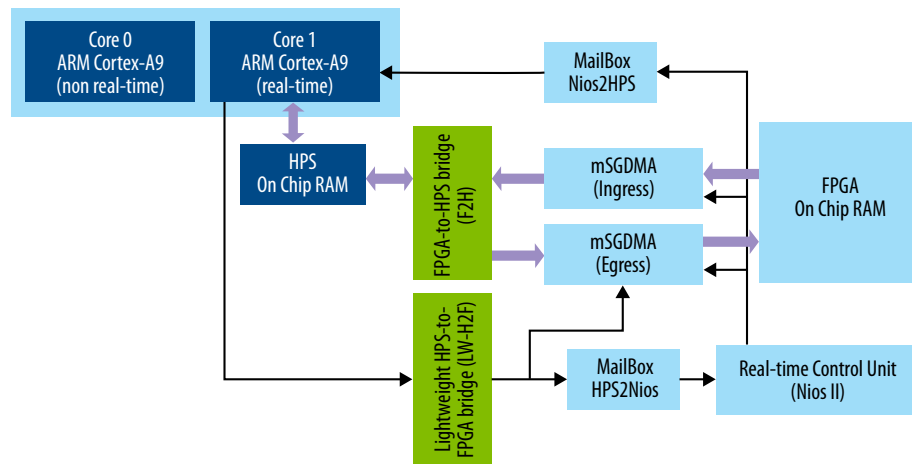 Core 0
ARM Cortex-A9
(non real-time)
Core 1
ARM Cortex-A9
(real-time)
MailBox
Nios2HPS
HPS
On Chip RAM
FPGA-to-HPS bridge
(F2H)
mSGDMA
(Ingress)
FPGA
On Chip RAM
mSGDMA
(Egress)
Lightweight HPS-to-
FPGA bridge (LW-H2F)
MailBox
HPS2Nios
Real-time Control Unit
(Nios II)